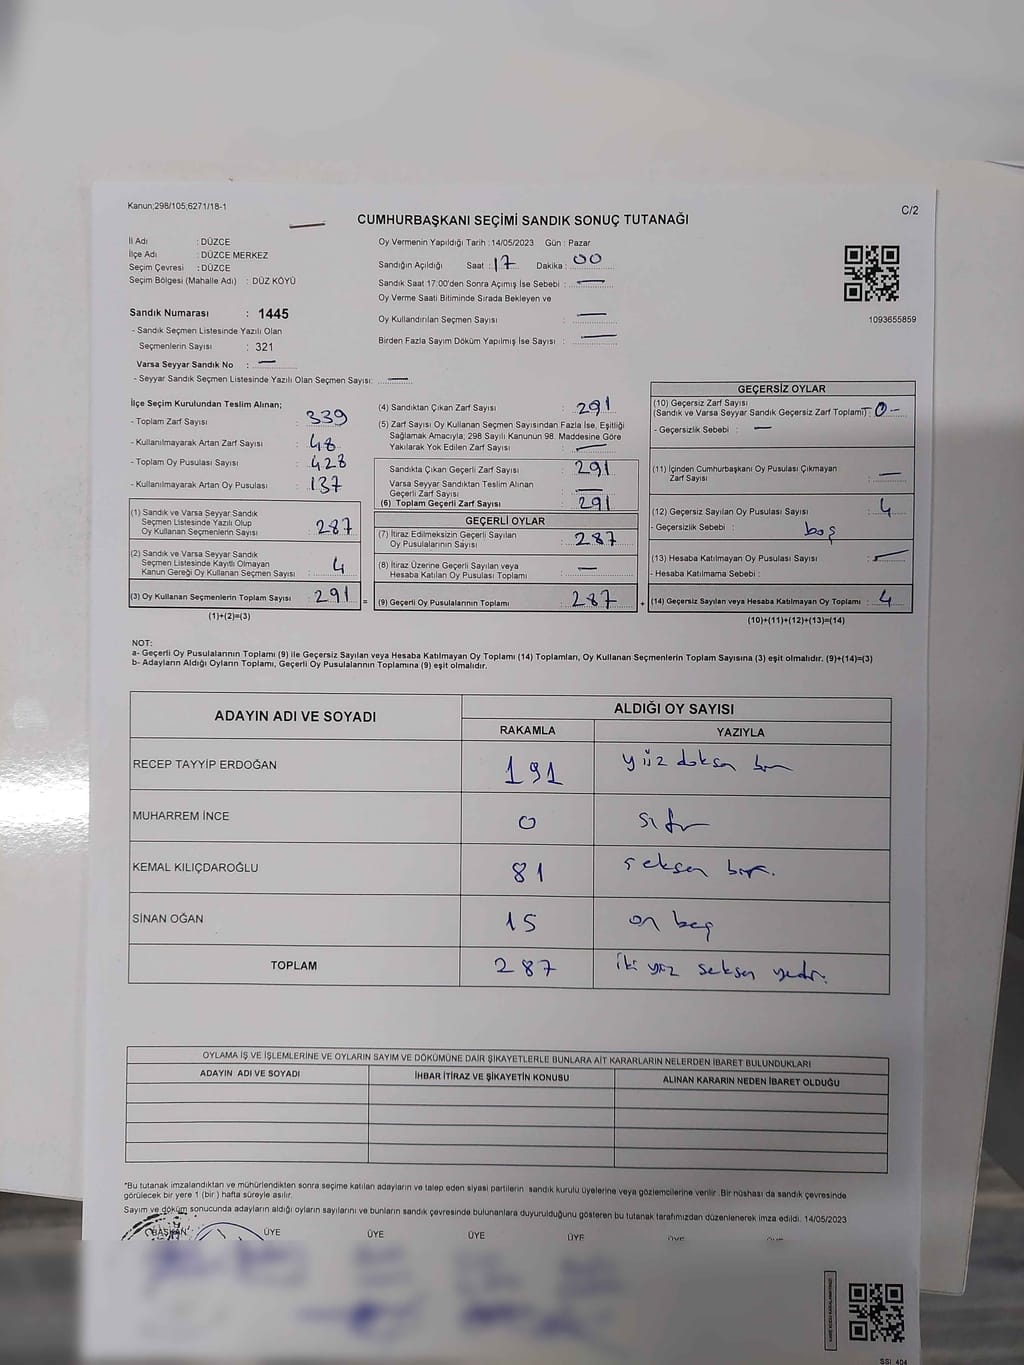 Kanun;298/105;6271/18-1
C/2
CUMHURBAŞKANI SEÇİMİ SANDIK SONUÇ TUTANAĞI
İl Adı : DÜZCE
İlçe Adı : DÜZCE MERKEZ
Seçim Çevresi : DÜZCE
Seçim Bölgesi (Mahalle Adı) : DÜZ KÖYÜ
Sandık Numarası : 1445
- Sandık Seçmen Listesinde Yazılı Olan
Seçmenlerin Sayısı : 321
Varsa Seyyar Sandık No : —
- Seyyar Sandık Seçmen Listesinde Yazılı Olan Seçmen Sayısı: —
Oy Vermenin Yapıldığı Tarih : 14/05/2023 Gün : Pazar
Sandığın Açıldığı Saat : 17 Dakika : 00
Sandık Saat 17:00'den Sonra Açımış İse Sebebi : —
Oy Verme Saati Bitiminde Sırada Bekleyen ve
Oy Kullandırılan Seçmen Sayısı : —
Birden Fazla Sayım Döküm Yapılmış İse Sayısı : —
1093655859
İlçe Seçim Kurulundan Teslim Alınan;
- Toplam Zarf Sayısı : 339
- Kullanılmayarak Artan Zarf Sayısı : 48
- Toplam Oy Pusulası Sayısı : 428
- Kullanılmayarak Artan Oy Pusulası : 137
(1) Sandık ve Varsa Seyyar Sandık
Seçmen Listesinde Yazılı Olup
Oy Kullanan Seçmenlerin Sayısı : 287
(2) Sandık ve Varsa Seyyar Sandık
Seçmen Listesinde Kayıtlı Olmayan
Kanun Gereği Oy Kullanan Seçmen Sayısı : 4
(3) Oy Kullanan Seçmenlerin Toplam Sayısı : 291 =
(1)+(2)=(3)
(4) Sandıktan Çıkan Zarf Sayısı : 291
(5) Zarf Sayısı Oy Kullanan Seçmen Sayısından Fazla İse, Eşitliği
Sağlamak Amacıyla, 298 Sayılı Kanunun 98. Maddesine Göre
Yakılarak Yok Edilen Zarf Sayısı : —
Sandıkta Çıkan Geçerli Zarf Sayısı : 291
Varsa Seyyar Sandıktan Teslim Alınan
Geçerli Zarf Sayısı : —
(6) Toplam Geçerli Zarf Sayısı : 291
GEÇERLİ OYLAR
(7) İtiraz Edilmeksizin Geçerli Sayılan
Oy Pusulalarının Sayısı : 287
(8) İtiraz Üzerine Geçerli Sayılan veya
Hesaba Katılan Oy Pusulası Toplamı : —
(9) Geçerli Oy Pusulalarının Toplamı : 287 +
GEÇERSİZ OYLAR
(10) Geçersiz Zarf Sayısı
(Sandık ve Varsa Seyyar Sandık Geçersiz Zarf Toplamı) : -0-
- Geçersizlik Sebebi : —
(11) İçinden Cumhurbaşkanı Oy Pusulası Çıkmayan
Zarf Sayısı : —
(12) Geçersiz Sayılan Oy Pusulası Sayısı : 4
- Geçersizlik Sebebi : boş
(13) Hesaba Katılmayan Oy Pusulası Sayısı : —
- Hesaba Katılmama Sebebi :
(14) Geçersiz Sayılan veya Hesaba Katılmayan Oy Toplamı : 4
(10)+(11)+(12)+(13)=(14)
NOT:
a- Geçerli Oy Pusulalarının Toplamı (9) ile Geçersiz Sayılan veya Hesaba Katılmayan Oy Toplamı (14) Toplamları, Oy Kullanan Seçmenlerin Toplam Sayısına (3) eşit olmalıdır. (9)+(14)=(3)
b- Adayların Aldığı Oyların Toplamı, Geçerli Oy Pusulalarının Toplamına (9) eşit olmalıdır.
ADAYIN ADI VE SOYADI
ALDIĞI OY SAYISI
RAKAMLA YAZIYLA
RECEP TAYYİP ERDOĞAN 191 yüz doksan bir
MUHARREM İNCE 0 sıfır
KEMAL KILIÇDAROĞLU 81 seksen bir.
SİNAN OĞAN 15 on beş
TOPLAM 287 iki yüz seksen yedi.
OYLAMA İŞ VE İŞLEMLERİNE VE OYLARIN SAYIM VE DÖKÜMÜNE DAİR ŞİKAYETLERLE BUNLARA AİT KARARLARIN NELERDEN İBARET BULUNDUKLARI
ADAYIN ADI VE SOYADI İHBAR İTİRAZ VE ŞİKAYETİN KONUSU ALINAN KARARIN NEDEN İBARET OLDUĞU
*Bu tutanak imzalandıktan ve mühürlendikten sonra seçime katılan adayların ve talep eden siyasi partilerin sandık kurulu üyelerine veya gözlemcilerine verilir. Bir nüshası da sandık çevresinde
görülecek bir yere 1 (bir) hafta süreyle asılır.
Sayım ve döküm sonucunda adayların aldığı oyların sayılarını ve bunların sandık çevresinde bulunanlara duyurulduğunu gösteren bu tutanak tarafımızdan düzenlenerek imza edildi. 14/05/2023
BAŞKAN ÜYE ÜYE ÜYE ÜYE
SSI_404